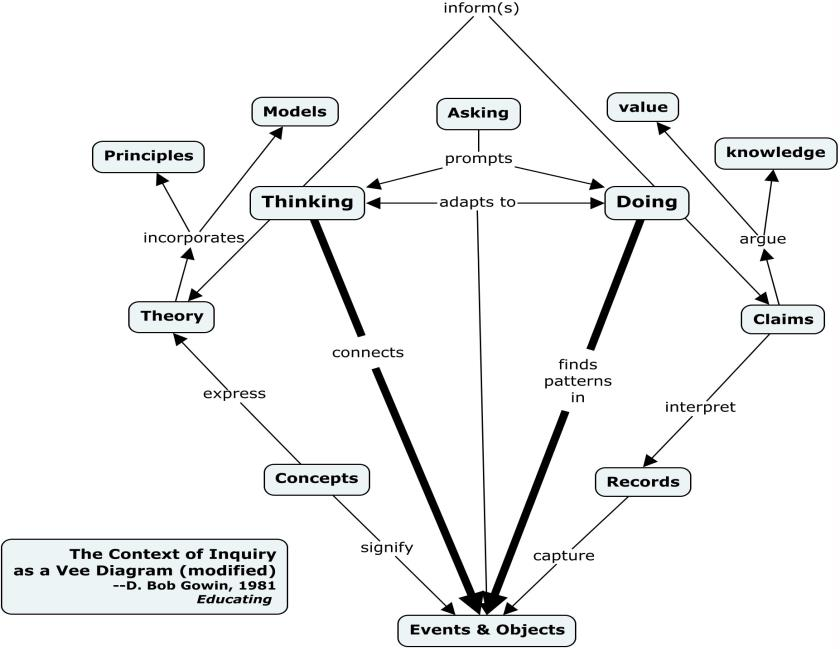 inform(s)
Models
Asking
value
Principles
prompts
knowledge
Thinking
adapts to
Doing
incorporates
argue
Theory
Claims
connects
finds
patterns
in
express
interpret
Concepts
Records
signify
capture
The Context of Inquiry
as a Vee Diagram (modified)
--D. Bob Gowin, 1981
Educating
Events & Objects